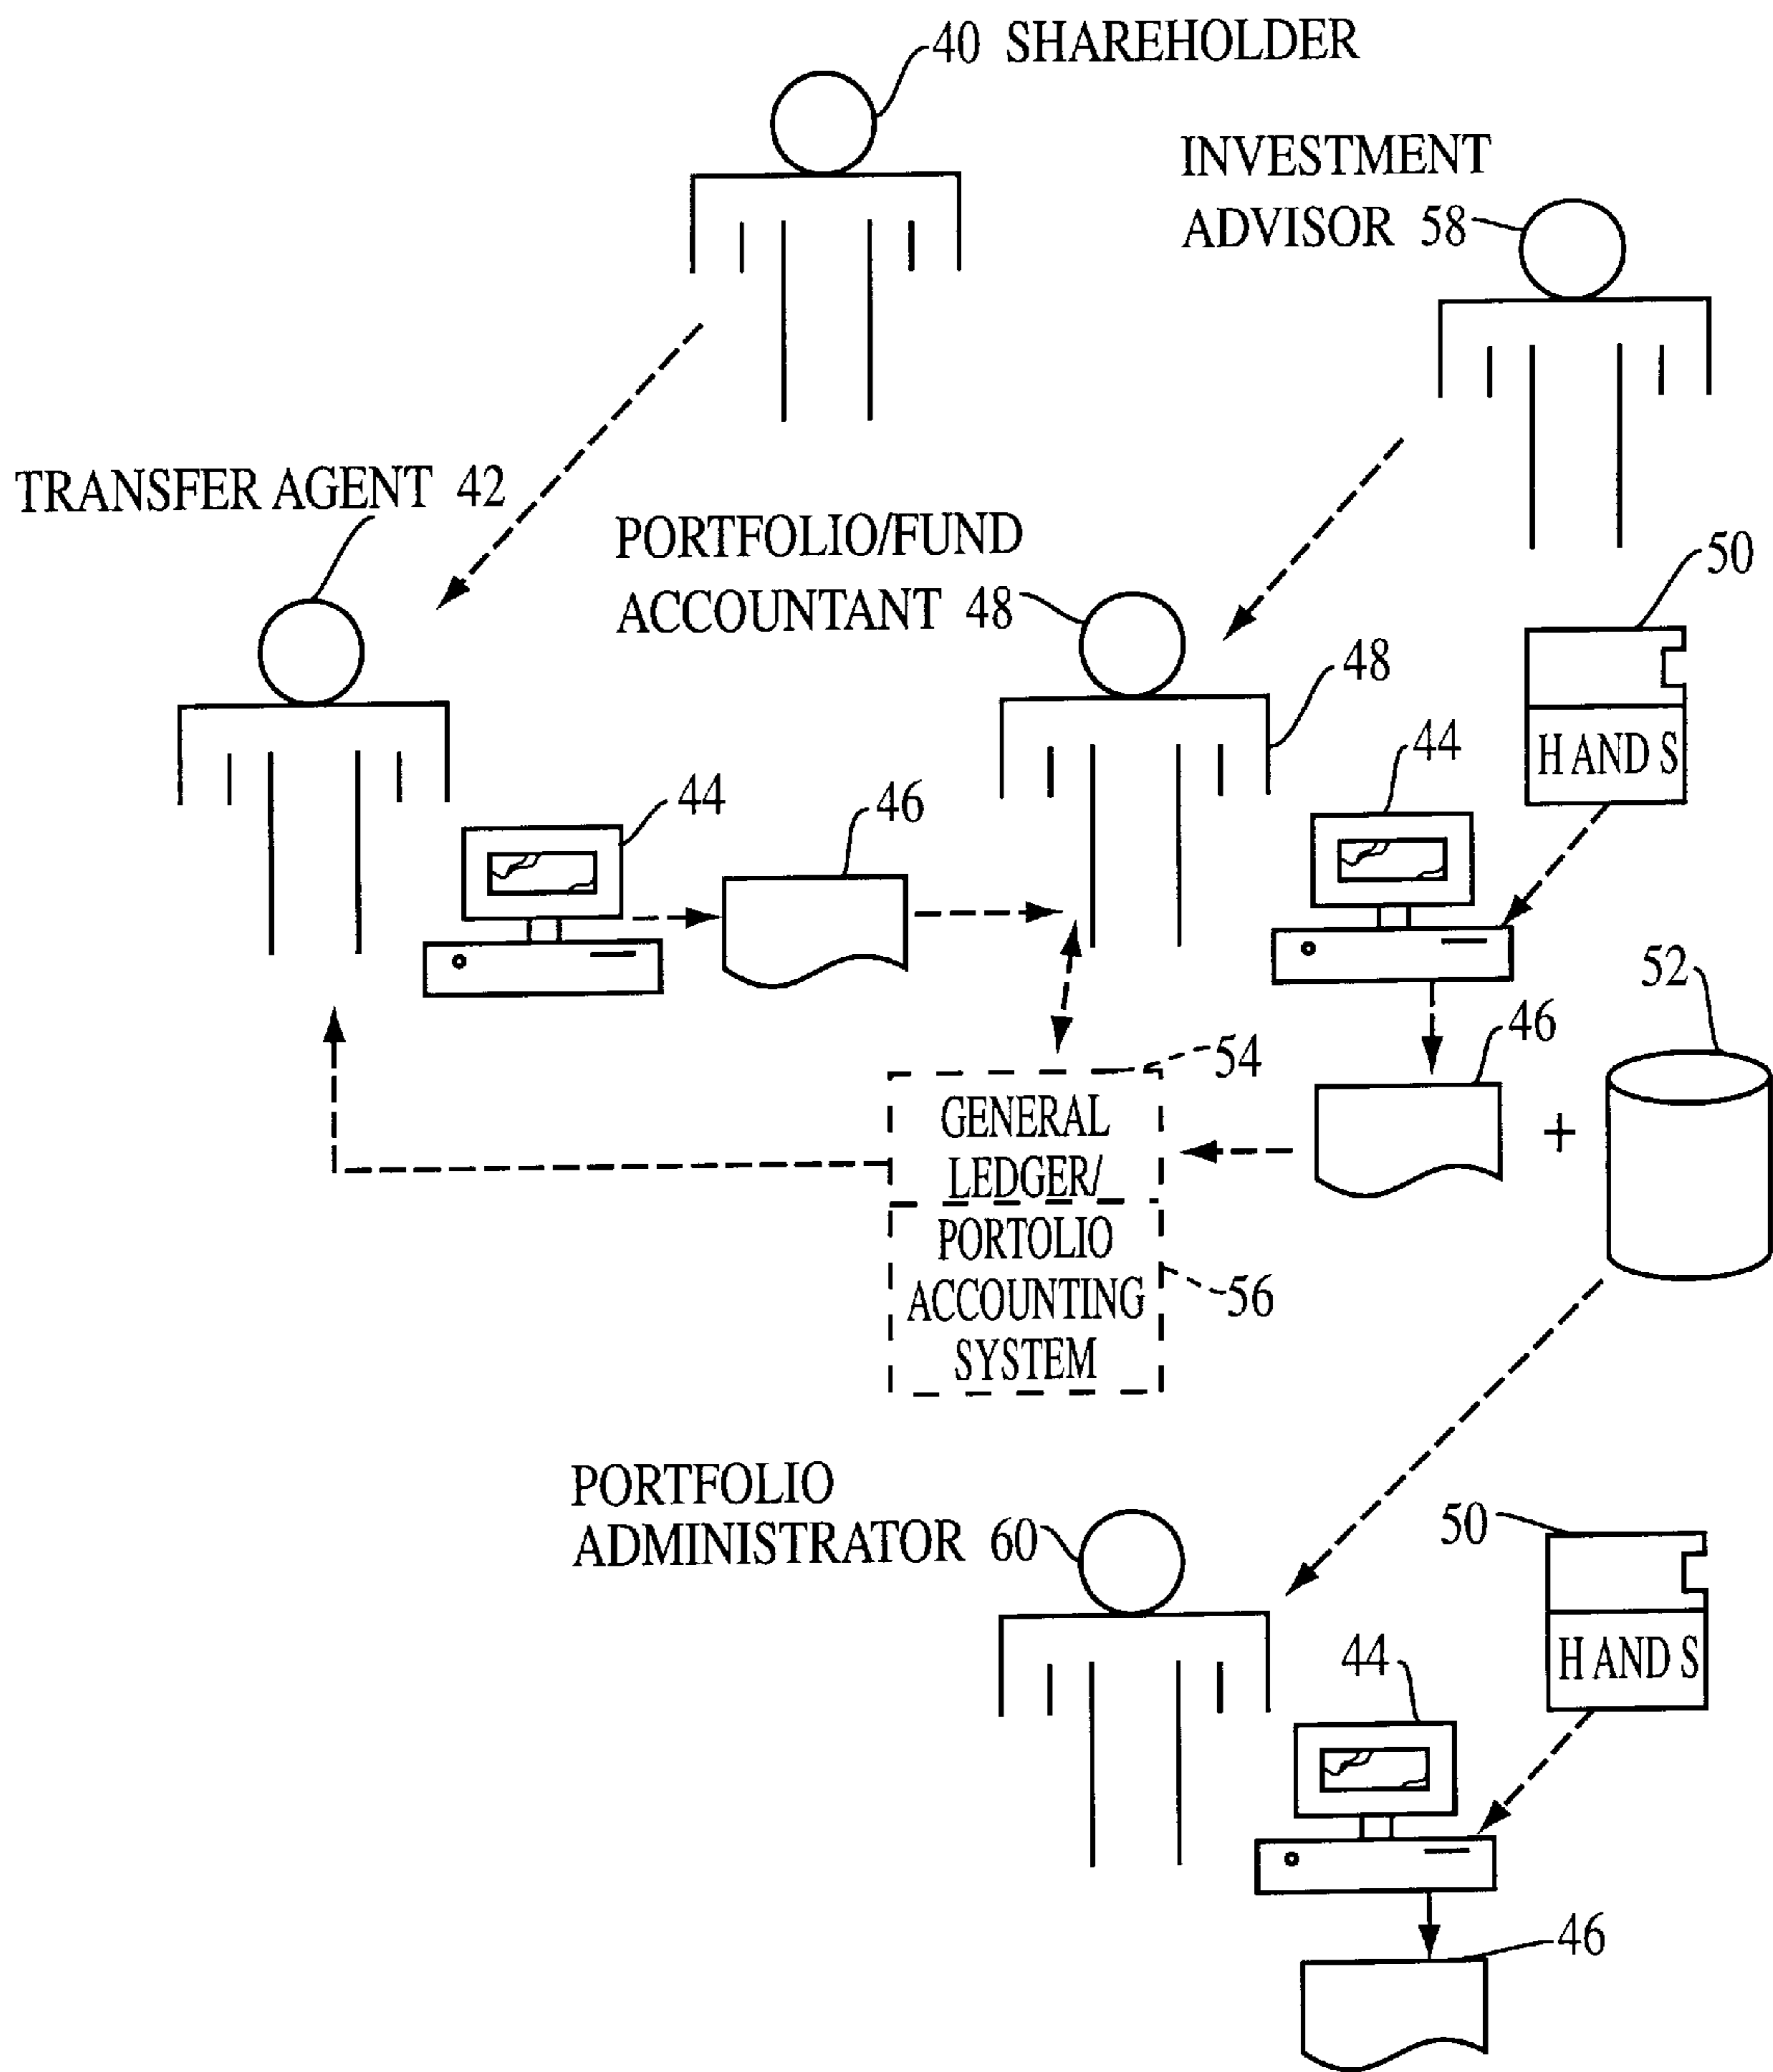 40 SHAREHOLDER
INVESTMENT
ADVISOR 58
TRANSFER AGENT 42
PORTFOLIO/FUND
ACCOUNTANT 48
50
48
44
H AND S
44
46
52
46
54
GENERAL
LEDGER/
PORTOLIO
ACCOUNTING
SYSTEM
56
+
PORTFOLIO
ADMINISTRATOR 60
50
H AND S
44
46